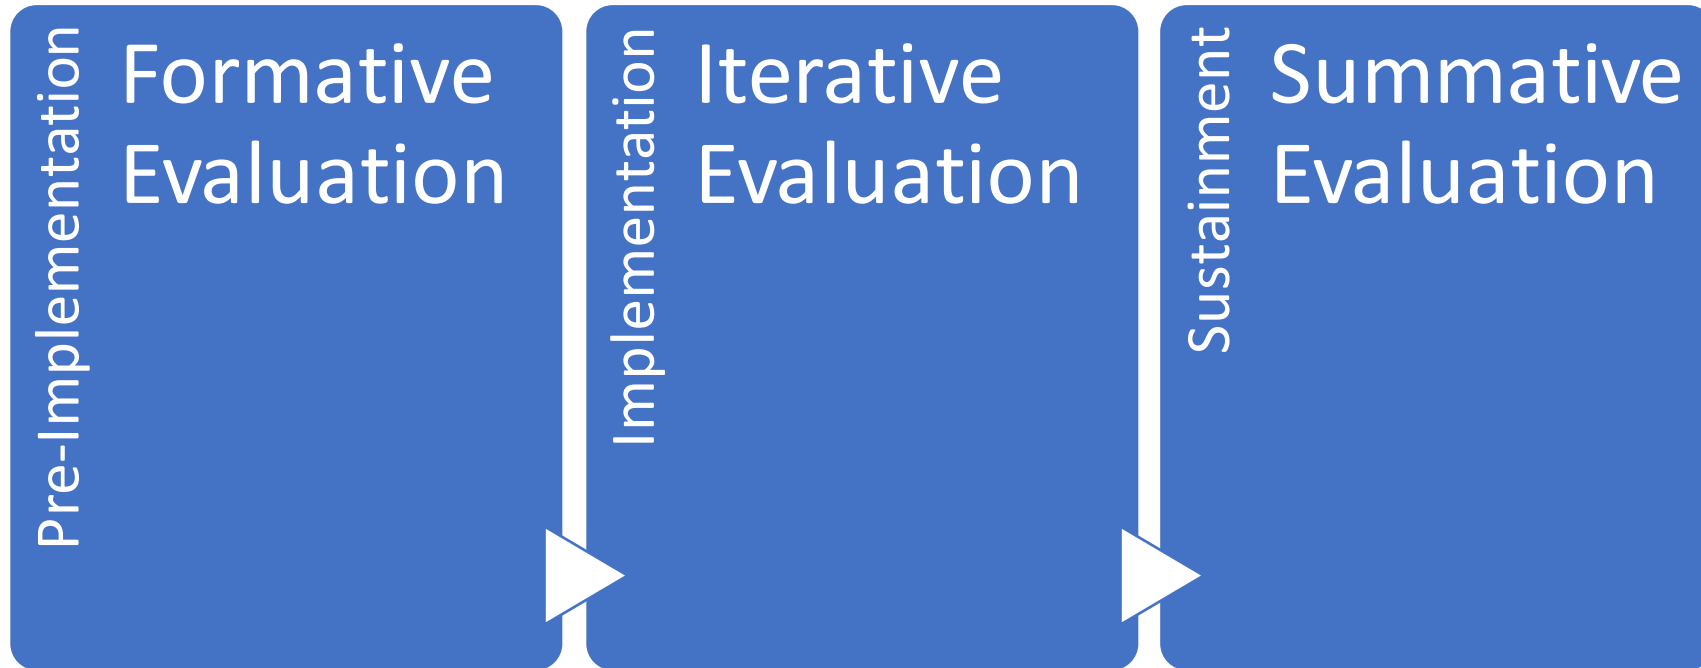 Pre-Implementation
Formative
Evaluation
Implementation
Iterative
Evaluation
Sustainment
Summative
Evaluation